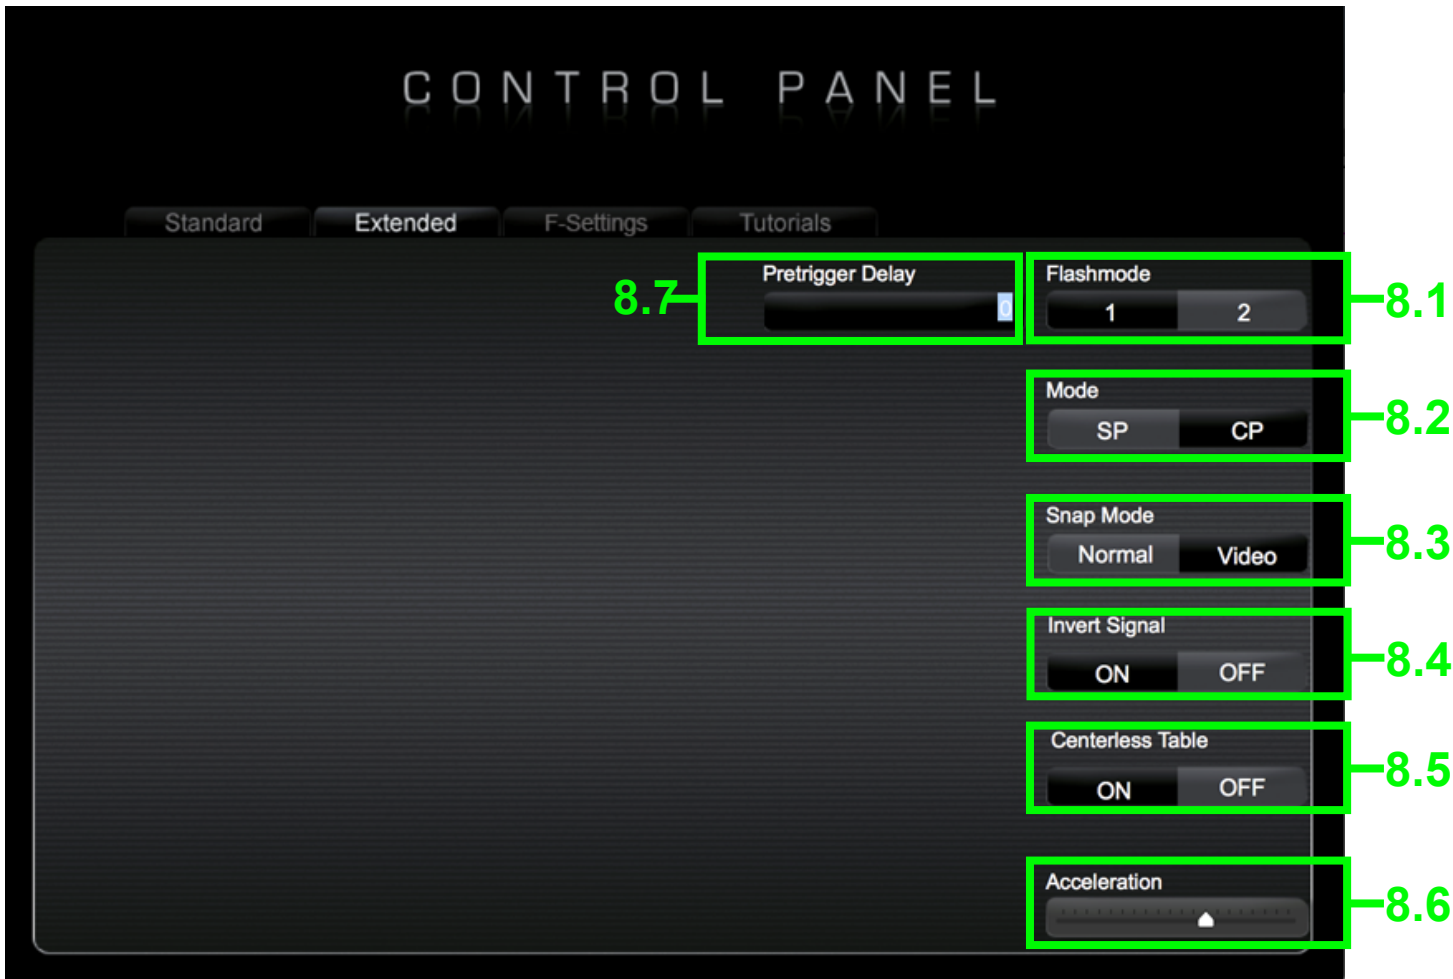 CONTROL PANEL
Standard Extended F-Settings Tutorials
8.7 Pretrigger Delay
0
Flashmode
1 2
8.1
Mode
SP CP
8.2
Snap Mode
Normal Video
8.3
Invert Signal
ON OFF
8.4
Centerless Table
ON OFF
8.5
Acceleration
8.6